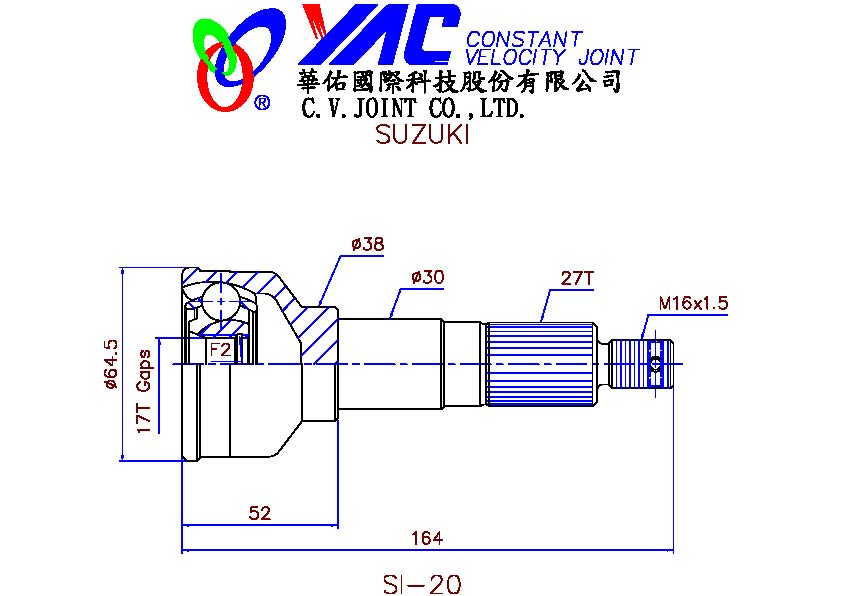 YAC CONSTANT
VELOCITY JOINT
®
華佑國際科技股份有限公司
C.V.JOINT CO.,LTD.
SUZUKI
ø38
ø30
27T
M16x1.5
F2
ø64.5
17T Gaps
52
164
SI-20